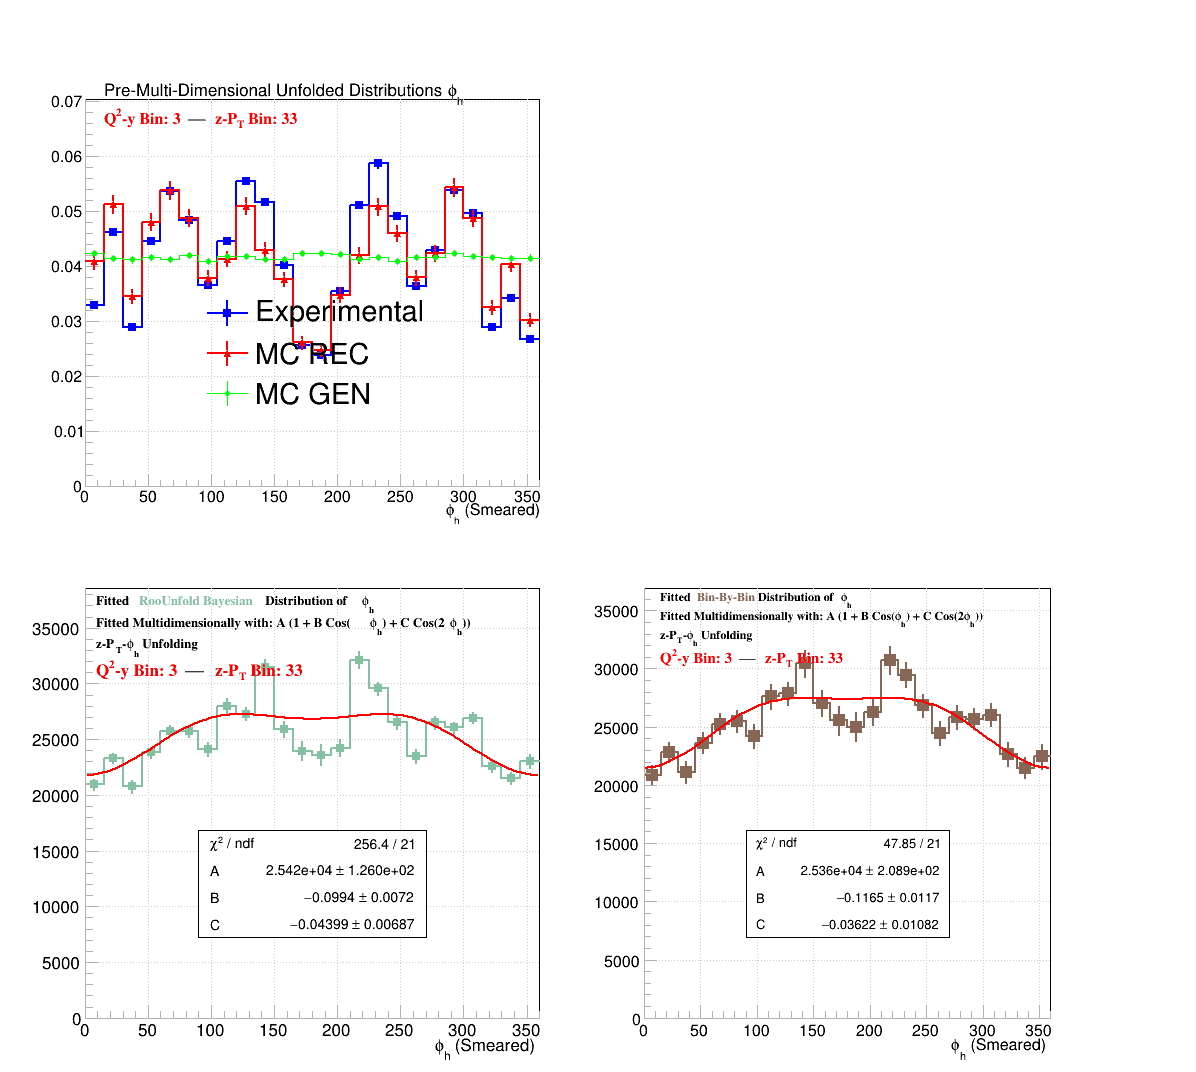 Pre-Multi-Dimensional Unfolded Distributions ϕh
Q²-y Bin: 3 — z-PT Bin: 33
0.07
0.06
0.05
0.04
0.03
0.02
0.01
0
Experimental
MC REC
MC GEN
0 50 100 150 200 250 300 350
ϕh (Smeared)
Fitted RooUnfold Bayesian Distribution of ϕh
Fitted Multidimensionally with: A (1 + B Cos( ϕh) + C Cos(2 ϕh))
z-PT-ϕh Unfolding
Q²-y Bin: 3 — z-PT Bin: 33
35000
30000
25000
20000
15000
10000
5000
0
χ² / ndf 256.4 / 21
A 2.542e+04 ± 1.260e+02
B −0.0994 ± 0.0072
C −0.04399 ± 0.00687
0 50 100 150 200 250 300 350
ϕh (Smeared)
Fitted Bin-By-Bin Distribution of ϕh
Fitted Multidimensionally with: A (1 + B Cos(ϕh) + C Cos(2ϕh))
z-PT-ϕh Unfolding
Q²-y Bin: 3 — z-PT Bin: 33
35000
30000
25000
20000
15000
10000
5000
0
χ² / ndf 47.85 / 21
A 2.536e+04 ± 2.089e+02
B −0.1165 ± 0.0117
C −0.03622 ± 0.01082
0 50 100 150 200 250 300 350
ϕh (Smeared)